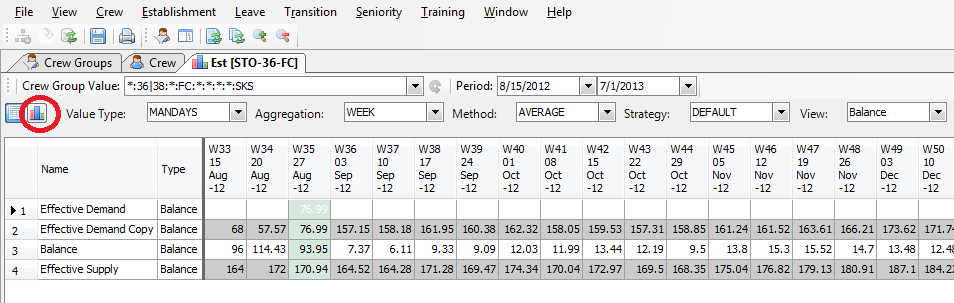 File View Crew Establishment Leave Transition Seniority Training Window Help
Crew Groups Crew Est [STO-36-FC]
Crew Group Value: *:36|38:*:FC:*:*:*:*:SKS Period: 8/15/2012 7/1/2013
Value Type: MANDAYS Aggregation: WEEK Method: AVERAGE Strategy: DEFAULT View: Balance
W33 W34 W35 W36 W37 W38 W39 W40 W41 W42 W43 W44 W45 W46 W47 W48 W49 W50
15 20 27 03 10 17 24 01 08 15 22 29 05 12 19 26 03 10
Name Type Aug Aug Aug Sep Sep Sep Sep Oct Oct Oct Oct Oct Nov Nov Nov Nov Dec Dec
-12 -12 -12 -12 -12 -12 -12 -12 -12 -12 -12 -12 -12 -12 -12 -12 -12 -12
1 Effective Demand Balance 76.99
2 Effective Demand Copy Balance 68 57.57 76.99 157.15 158.18 161.95 160.38 162.32 158.05 159.53 157.31 158.85 161.24 161.52 163.61 166.21 173.62 171.74
3 Balance Balance 96 114.43 93.95 7.37 6.11 9.33 9.09 12.03 11.99 13.44 12.19 9.5 13.8 15.3 15.52 14.7 13.48 12.48
4 Effective Supply Balance 164 172 170.94 164.52 164.28 171.28 169.47 174.34 170.04 172.97 169.5 168.35 175.04 176.82 179.13 180.91 187.1 184.22